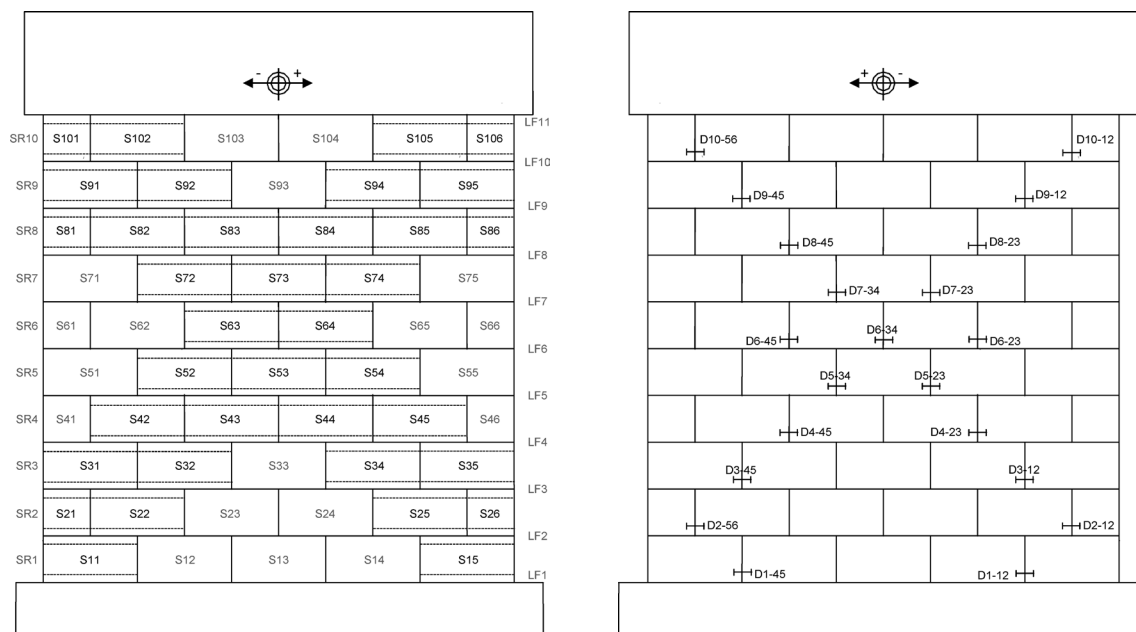 - +
LF11
SR10 S101 S102 S103 S104 S105 S106
LF10
SR9 S91 S92 S93 S94 S95
LF9
SR8 S81 S82 S83 S84 S85 S86
LF8
SR7 S71 S72 S73 S74 S75
LF7
SR6 S61 S62 S63 S64 S65 S66
LF6
SR5 S51 S52 S53 S54 S55
LF5
SR4 S41 S42 S43 S44 S45 S46
LF4
SR3 S31 S32 S33 S34 S35
LF3
SR2 S21 S22 S23 S24 S25 S26
LF2
SR1 S11 S12 S13 S14 S15
LF1
+ -
D10-56 D10-12
D9-45 D9-12
D8-45 D8-23
D7-34 D7-23
D6-34
D6-45 D6-23
D5-34 D5-23
D4-45 D4-23
D3-45 D3-12
D2-56 D2-12
D1-45 D1-12